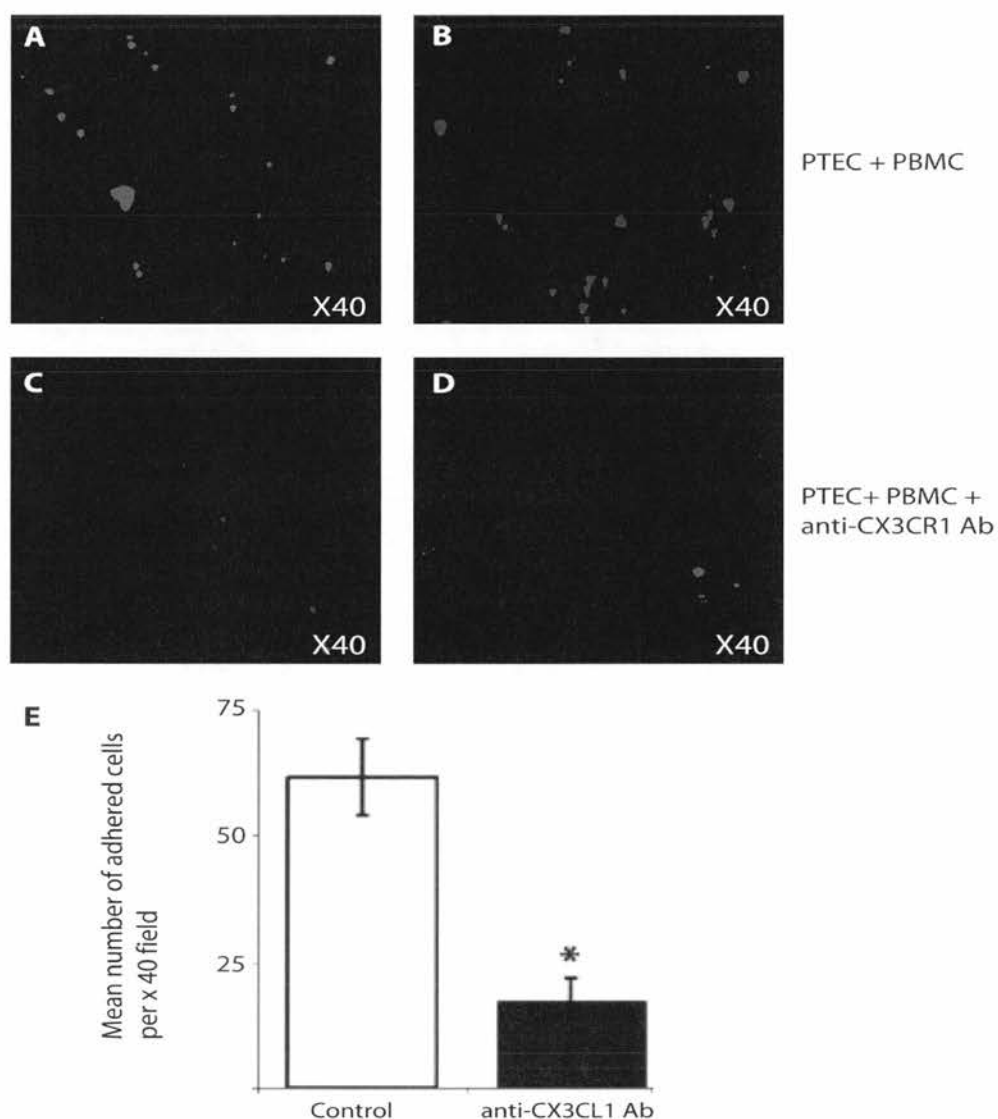 A
B
X40
X40
PTEC + PBMC
C
D
X40
X40
PTEC+ PBMC +
anti-CX3CR1 Ab
E
Mean number of adhered cells
per x 40 field
75
50
25
*
Control
anti-CX3CL1 Ab